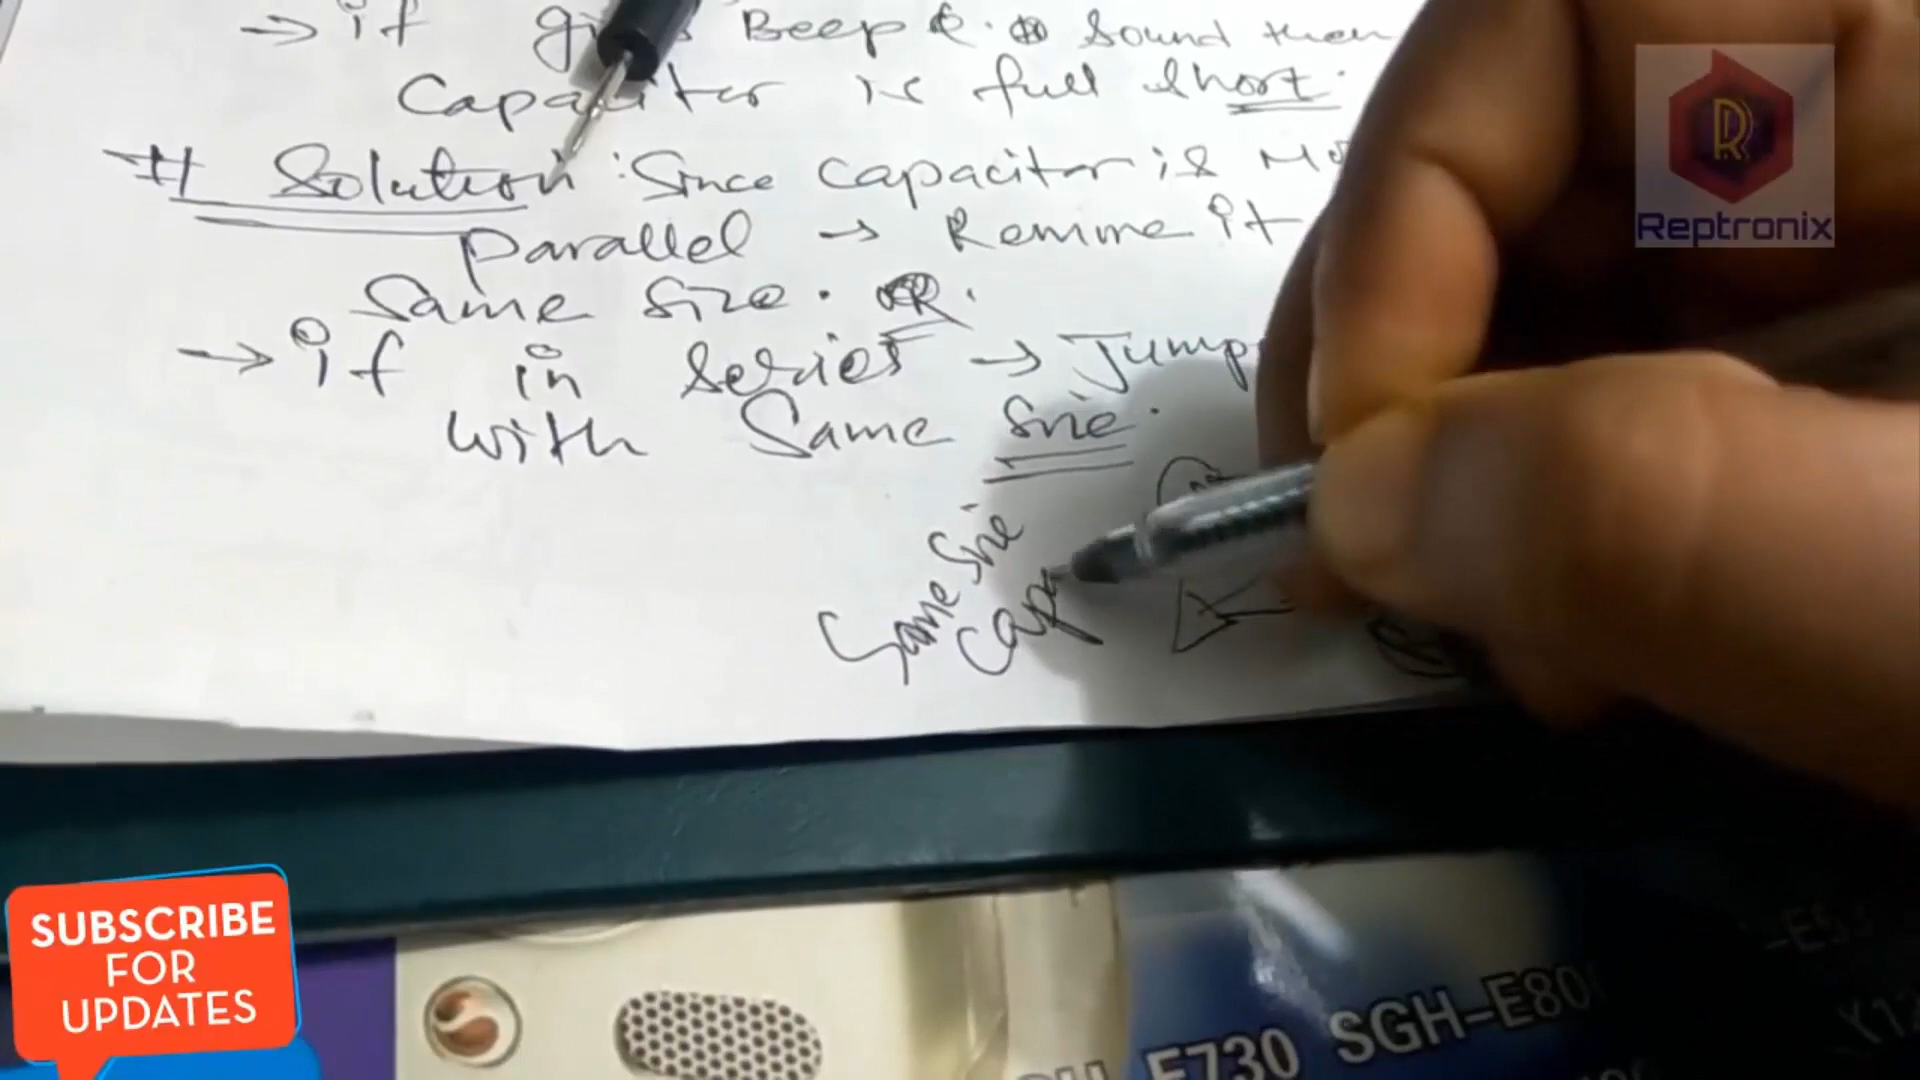 → if Beep sound then
Capacitor is full short.
# Solution : Since capacitor is
parallel → Remove it
Same Size. OR.
→ if in series → Jump
with Same Size.
Same Size
Cap
Reptronix
SUBSCRIBE
FOR
UPDATES
E730 SGH-E80